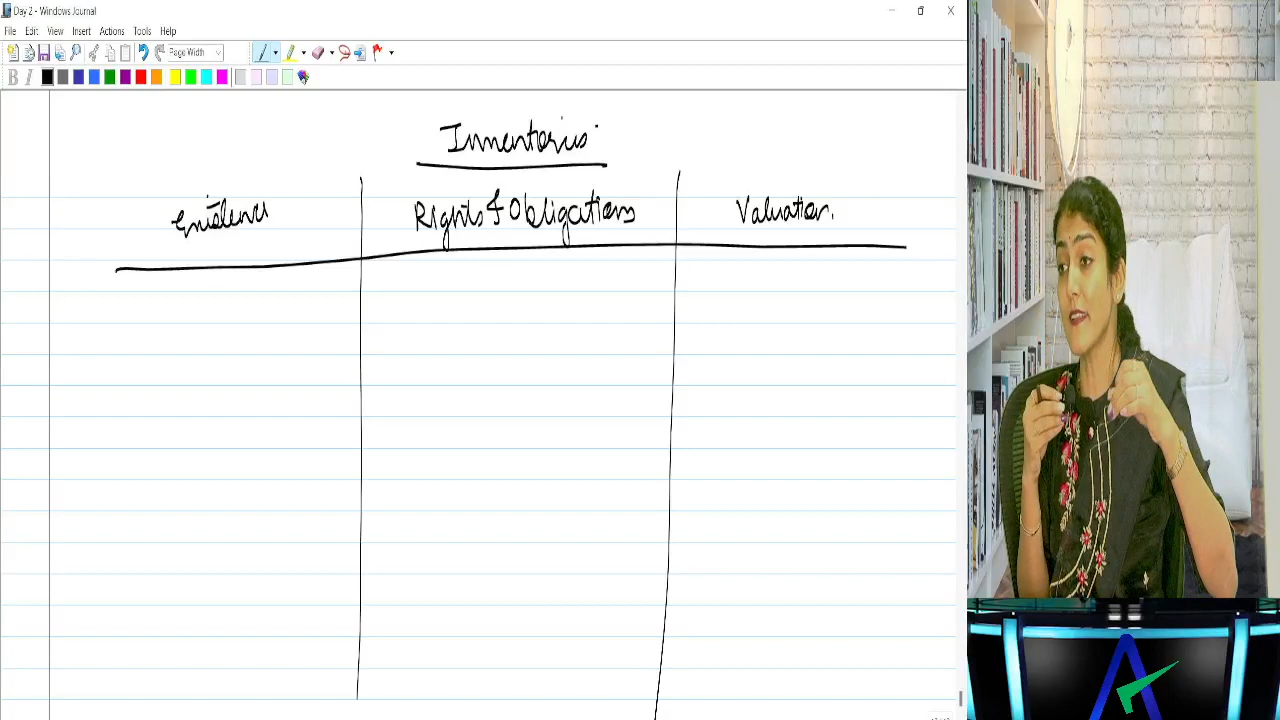 Day 2 - Windows Journal
File Edit View Insert Actions Tools Help
Page Width
B I
Inventories
Existence Rights & Obligations Valuation.